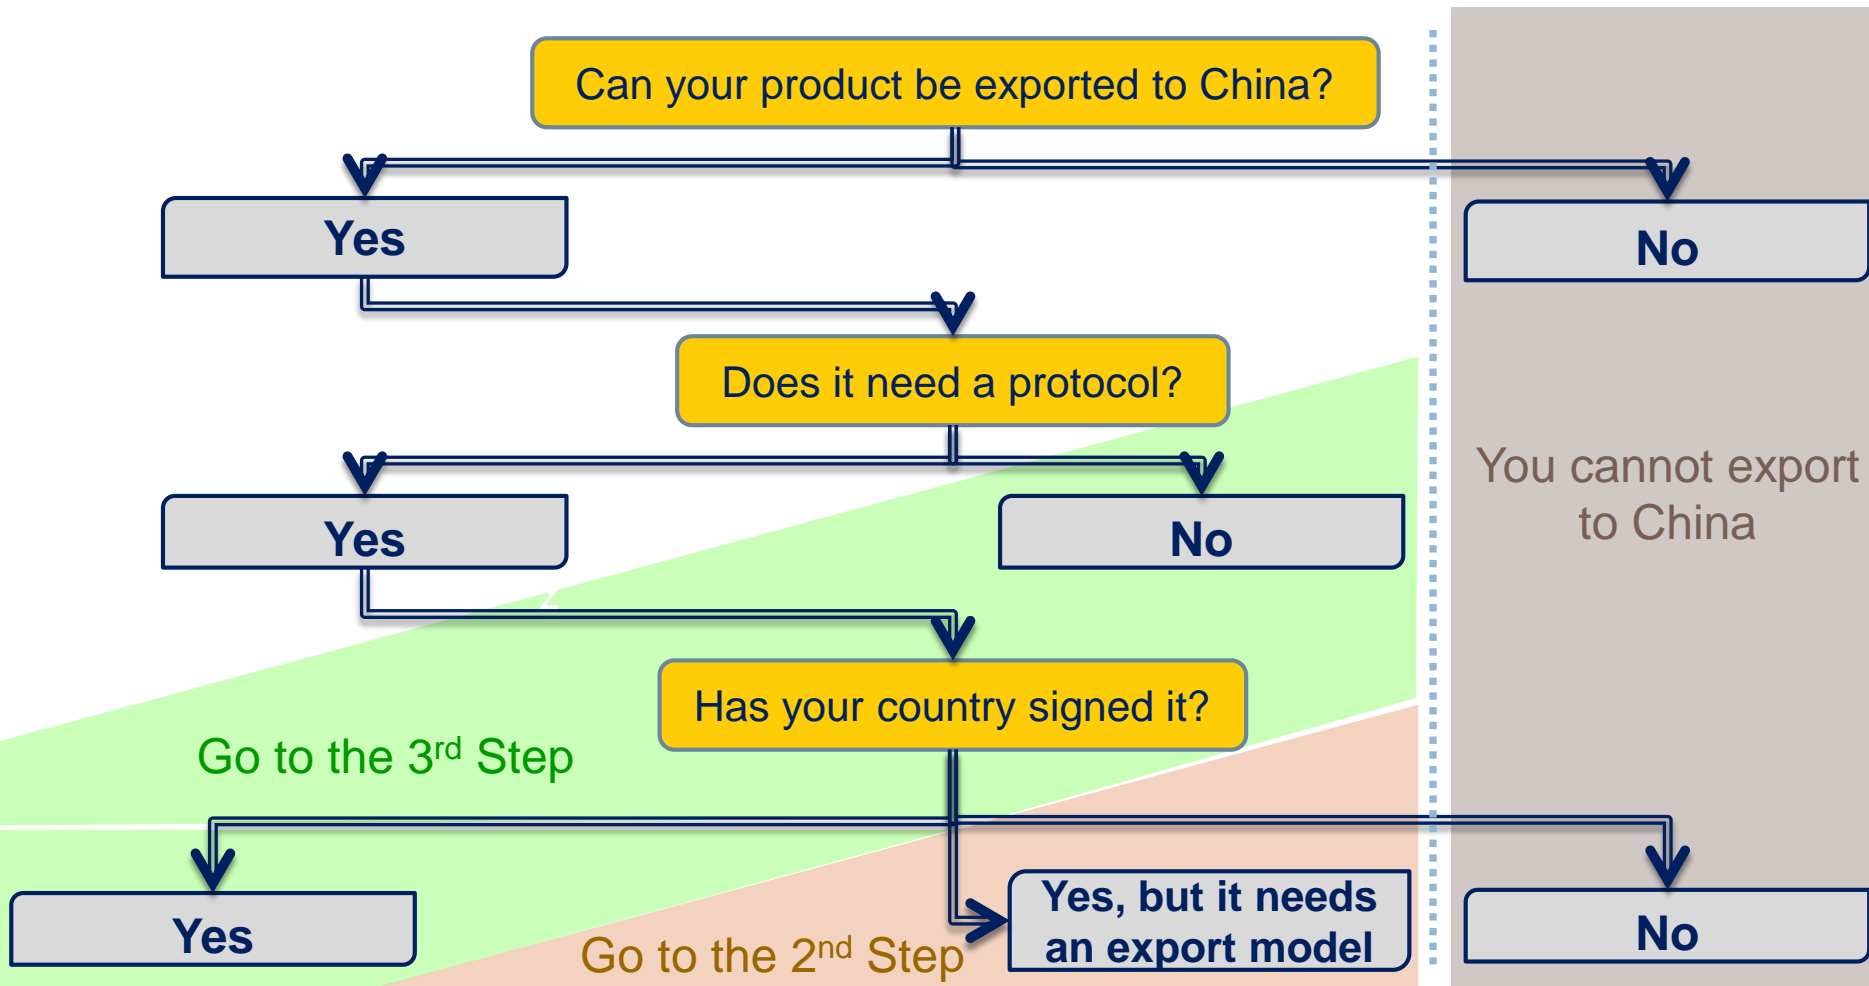 Can your product be exported to China?
Yes
No
Does it need a protocol?
You cannot export
to China
Yes
No
Has your country signed it?
Go to the 3rd Step
Yes
Yes, but it needs
an export model
No
Go to the 2nd Step